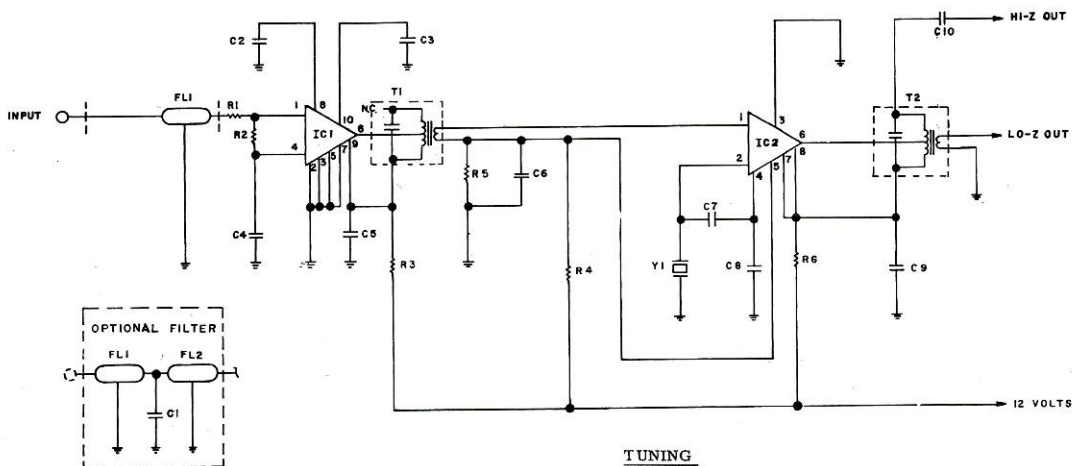 C2
C3
C10
HI-Z OUT
INPUT
FL1
R1
R2
1
8
10
4
IC1
6
9
2
3
5
7
N.C.
T1
C4
C5
R3
R5
C6
R4
1
3
2
IC2
6
8
4
5
7
C7
Y1
C8
R6
T2
LO-Z OUT
C9
OPTIONAL FILTER
FL1
FL2
C1
12 VOLTS
TUNING